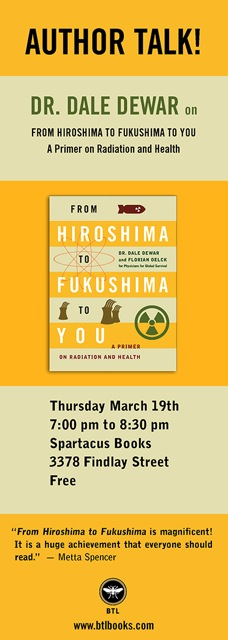 AUTHOR TALK!
DR. DALE DEWAR on
FROM HIROSHIMA TO FUKUSHIMA TO YOU
A Primer on Radiation and Health
FROM
HIROSHIMA
TO
DR. DALE DEWAR
and FLORIAN OELCK
for Physicians for Global Survival
FUKUSHIMA
TO
YOU
A PRIMER
ON RADIATION AND HEALTH
Thursday March 19th
7:00 pm to 8:30 pm
Spartacus Books
3378 Findlay Street
Free
“From Hiroshima to Fukushima is magnificent!
It is a huge achievement that everyone should
read.” — Metta Spencer
BTL
www.btlbooks.com